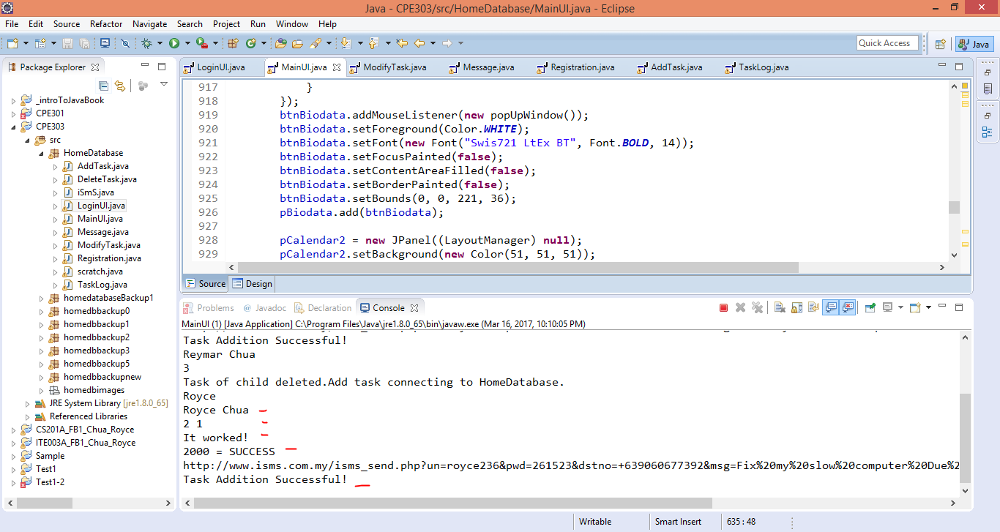 Java - CPE303/src/HomeDatabase/MainUI.java - Eclipse
File Edit Source Refactor Navigate Search Project Run Window Help
Quick Access
Java
Package Explorer
_introToJavaBook
CPE301
CPE303
src
HomeDatabase
AddTask.java
DeleteTask.java
iSmS.java
LoginUI.java
MainUI.java
Message.java
ModifyTask.java
Registration.java
scratch.java
TaskLog.java
homedatabaseBackup1
homedbbackup0
homedbbackup1
homedbbackup2
homedbbackup3
homedbbackup5
homedbbackupnew
homedbimages
JRE System Library [jre1.8.0_65]
Referenced Libraries
CS201A_FB1_Chua_Royce
ITE003A_FB1_Chua_Royce
Sample
Test1
Test1-2
LoginUI.java MainUI.java ModifyTask.java Message.java Registration.java AddTask.java TaskLog.java
917 }
918 });
919 btnBiodata.addMouseListener(new popUpWindow());
920 btnBiodata.setForeground(Color.WHITE);
921 btnBiodata.setFont(new Font("Swis721 LtEx BT", Font.BOLD, 14));
922 btnBiodata.setFocusPainted(false);
923 btnBiodata.setContentAreaFilled(false);
924 btnBiodata.setBorderPainted(false);
925 btnBiodata.setBounds(0, 0, 221, 36);
926 pBiodata.add(btnBiodata);
927
928 pCalendar2 = new JPanel((LayoutManager) null);
929 pCalendar2.setBackground(new Color(51, 51, 51));
Source Design
Problems @ Javadoc Declaration Console
MainUI (1) [Java Application] C:\Program Files\Java\jre1.8.0_65\bin\javaw.exe (Mar 16, 2017, 10:10:05 PM)
Task Addition Successful!
Reymar Chua
3
Task of child deleted.Add task connecting to HomeDatabase.
Royce
Royce Chua
2 1
It worked!
2000 = SUCCESS
http://www.isms.com.my/isms_send.php?un=royce236&pwd=261523&dstno=+639060677392&msg=Fix%20my%20slow%20computer%20Due%2
Task Addition Successful!
Writable Smart Insert 635 : 48